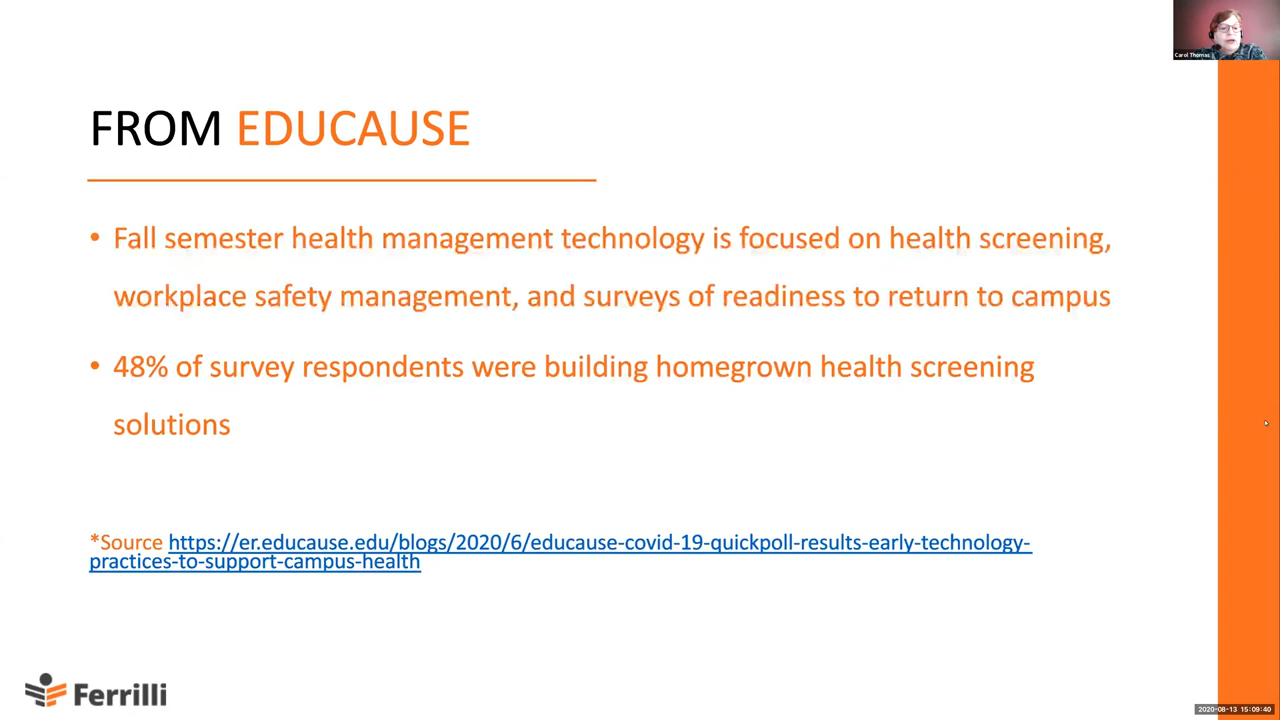 Carol Thomas
FROM EDUCAUSE
• Fall semester health management technology is focused on health screening,
workplace safety management, and surveys of readiness to return to campus
• 48% of survey respondents were building homegrown health screening
solutions
*Source https://er.educause.edu/blogs/2020/6/educause-covid-19-quickpoll-results-early-technology-
practices-to-support-campus-health
Ferrilli
2020-08-13 15:09:40